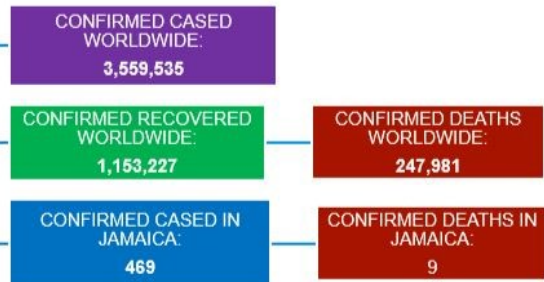 CONFIRMED CASED
WORLDWIDE:
3,559,535
CONFIRMED RECOVERED
WORLDWIDE:
1,153,227
CONFIRMED DEATHS
WORLDWIDE:
247,981
CONFIRMED CASED IN
JAMAICA:
469
CONFIRMED DEATHS IN
JAMAICA:
9